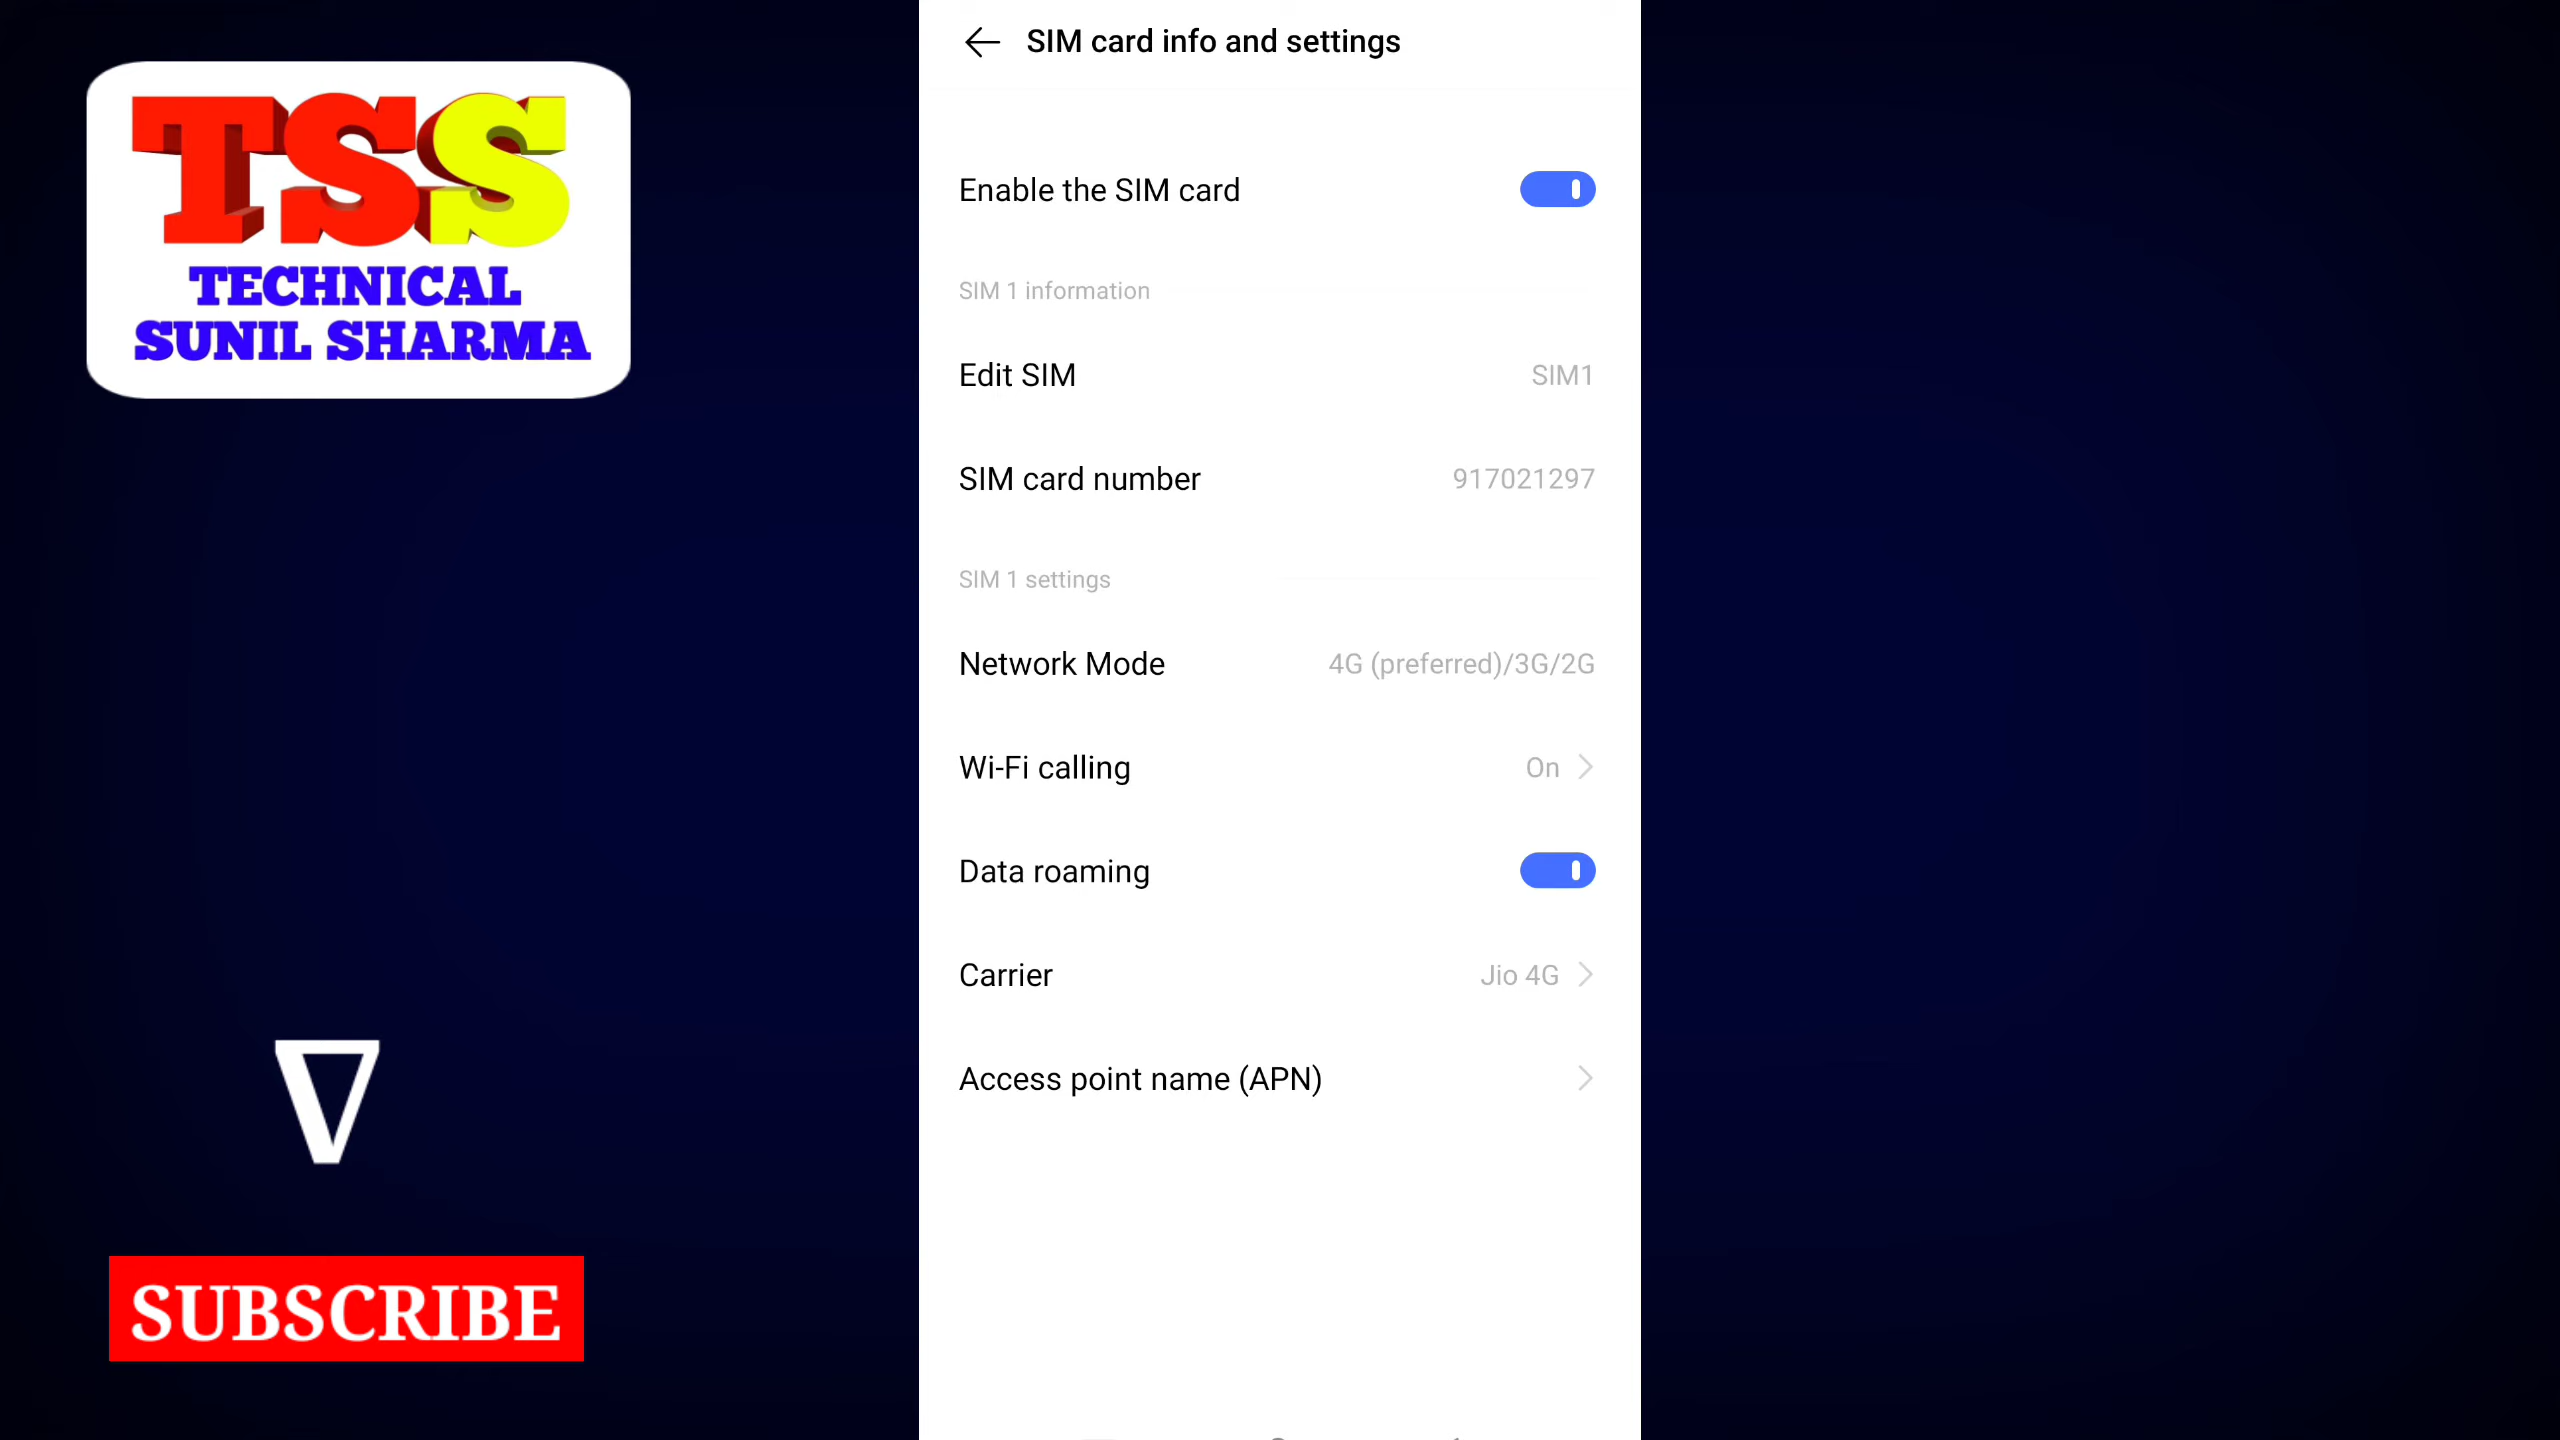 TSS
TECHNICAL
SUNIL SHARMA
SUBSCRIBE
SIM card info and settings
Enable the SIM card
SIM 1 information
Edit SIM SIM1
SIM card number 917021297
SIM 1 settings
Network Mode 4G (preferred)/3G/2G
Wi-Fi calling On
Data roaming
Carrier Jio 4G
Access point name (APN)